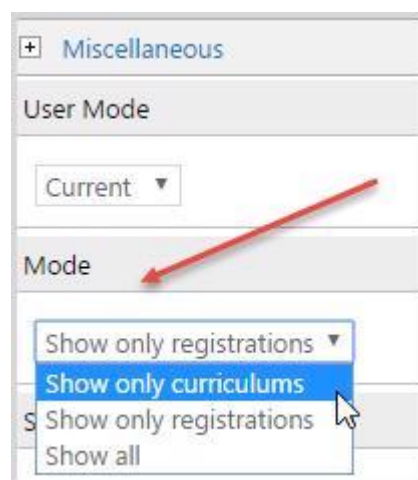 Miscellaneous
User Mode
Current
Mode
Show only registrations
Show only curriculums
Show only registrations
S
Show all